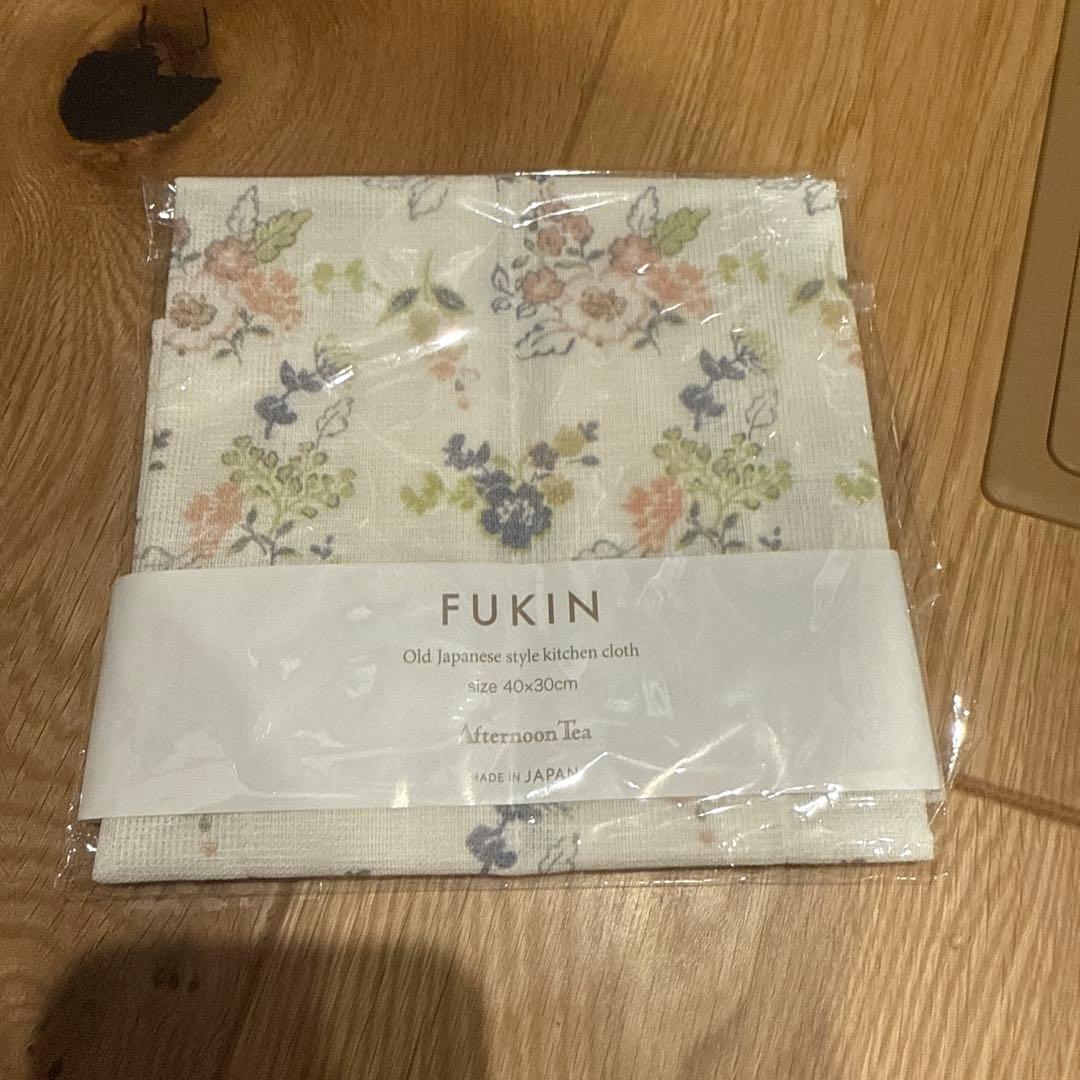 FUKIN
Old Japanese style kitchen cloth
size 40×30cm
Afternoon Tea
MADE IN JAPAN